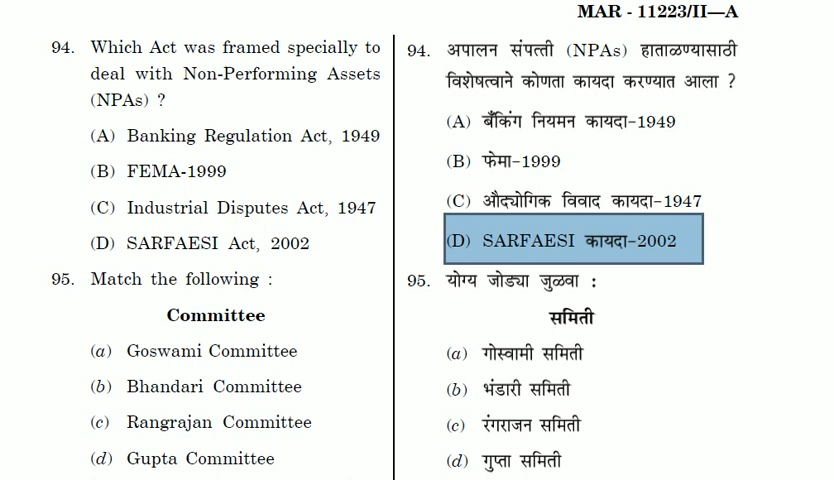 MAR - 11223/II—A
94. Which Act was framed specially to
deal with Non-Performing Assets
(NPAs) ?
(A) Banking Regulation Act, 1949
(B) FEMA-1999
(C) Industrial Disputes Act, 1947
(D) SARFAESI Act, 2002
95. Match the following :
Committee
(a) Goswami Committee
(b) Bhandari Committee
(c) Rangrajan Committee
(d) Gupta Committee
94. अपालन संपत्ती (NPAs) हाताळण्यासाठी
विशेषत्वाने कोणता कायदा करण्यात आला ?
(A) बँकिंग नियमन कायदा–1949
(B) फेमा–1999
(C) औद्योगिक विवाद कायदा–1947
(D) SARFAESI कायदा–2002
95. योग्य जोड्या जुळवा :
समिती
(a) गोस्वामी समिती
(b) भंडारी समिती
(c) रंगराजन समिती
(d) गुप्ता समिती